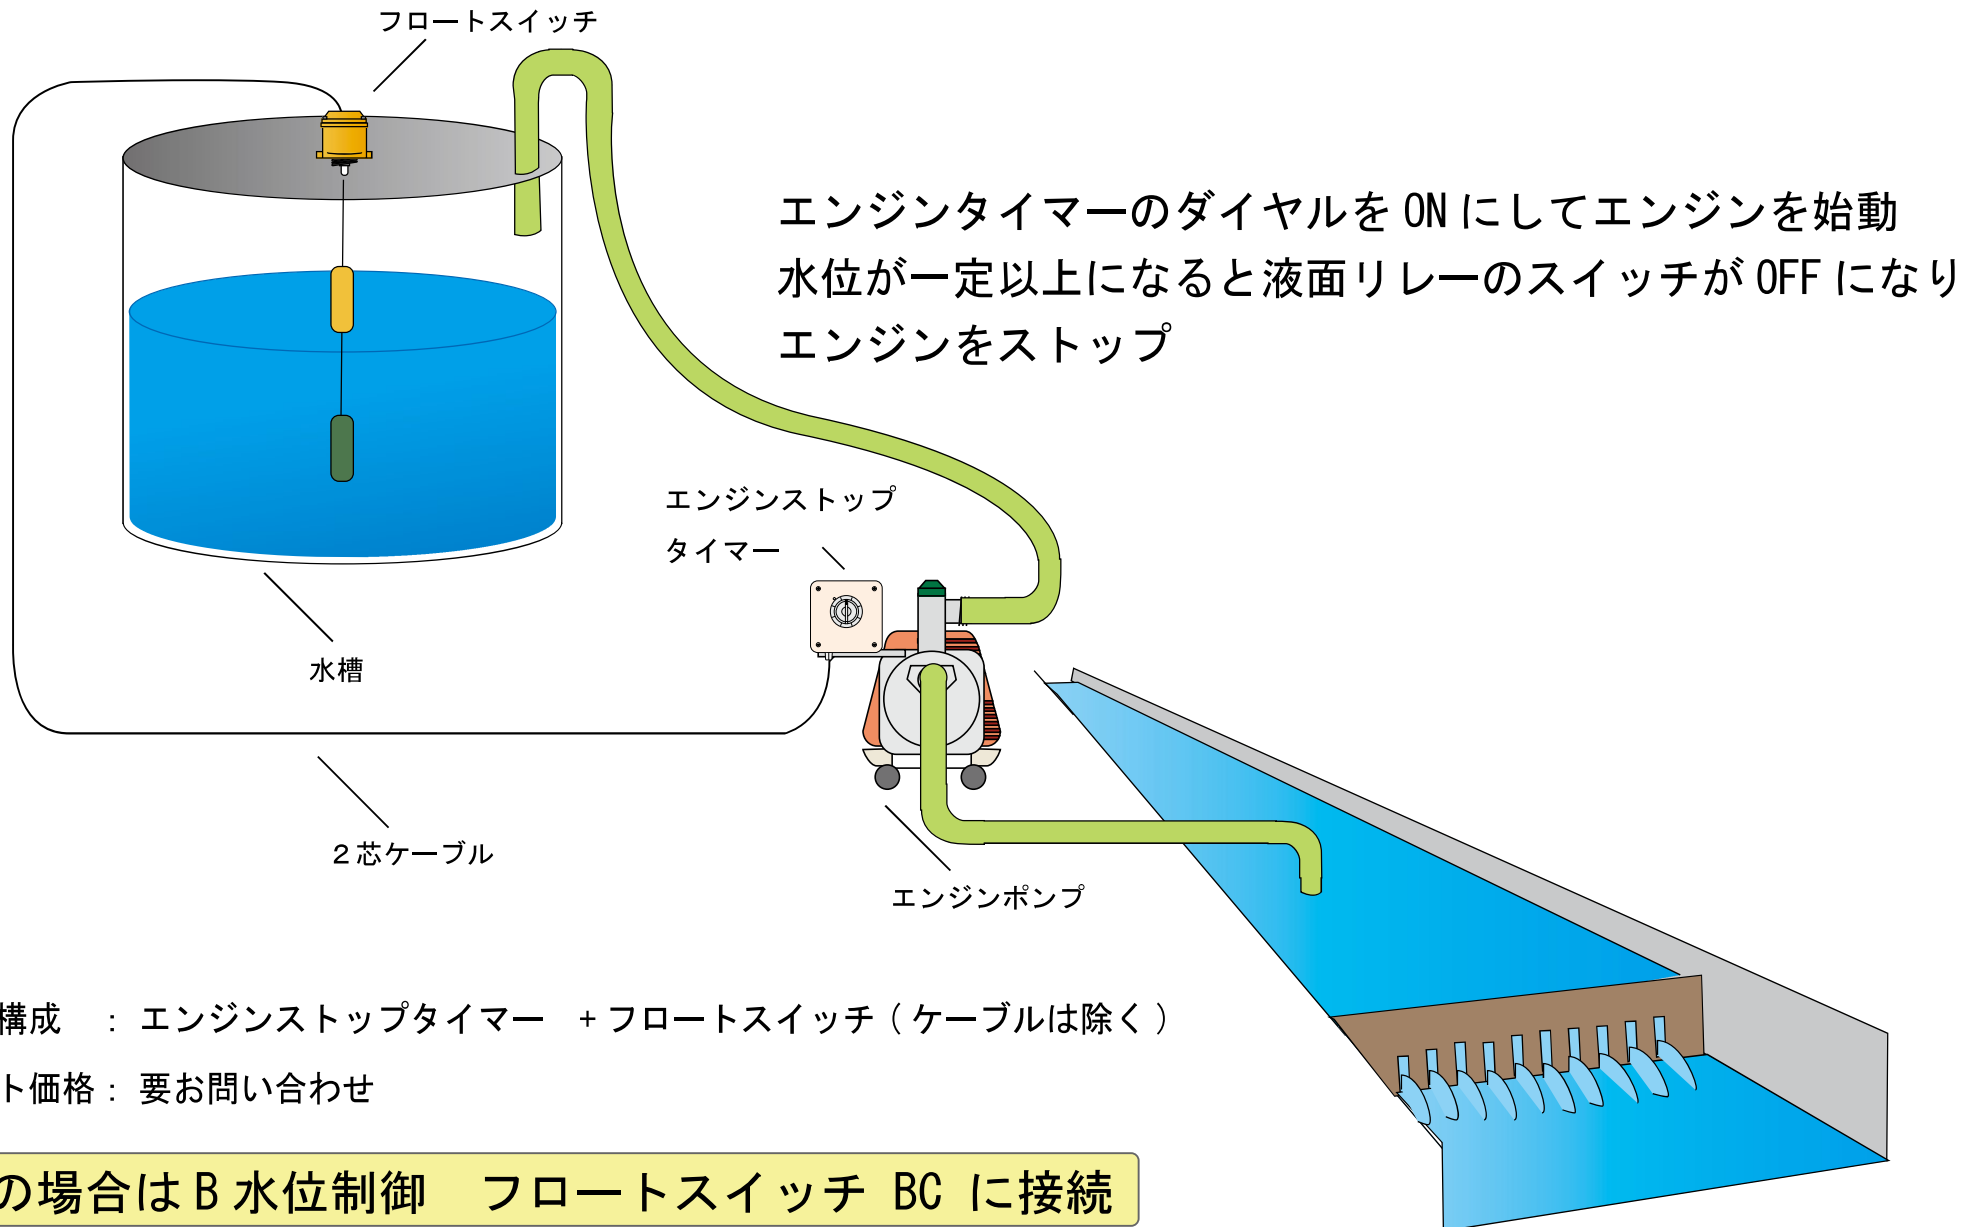 フロートスイッチ
エンジンタイマーのダイヤルを ON にしてエンジンを始動
水位が一定以上になると液面リレーのスイッチが OFF になり
エンジンをストップ
エンジンストップ
タイマー
水槽
2芯ケーブル
エンジンポンプ
構成 : エンジンストップタイマー +フロートスイッチ(ケーブルは除く)
ト価格: 要お問い合わせ
の場合は B 水位制御 フロートスイッチ BC に接続